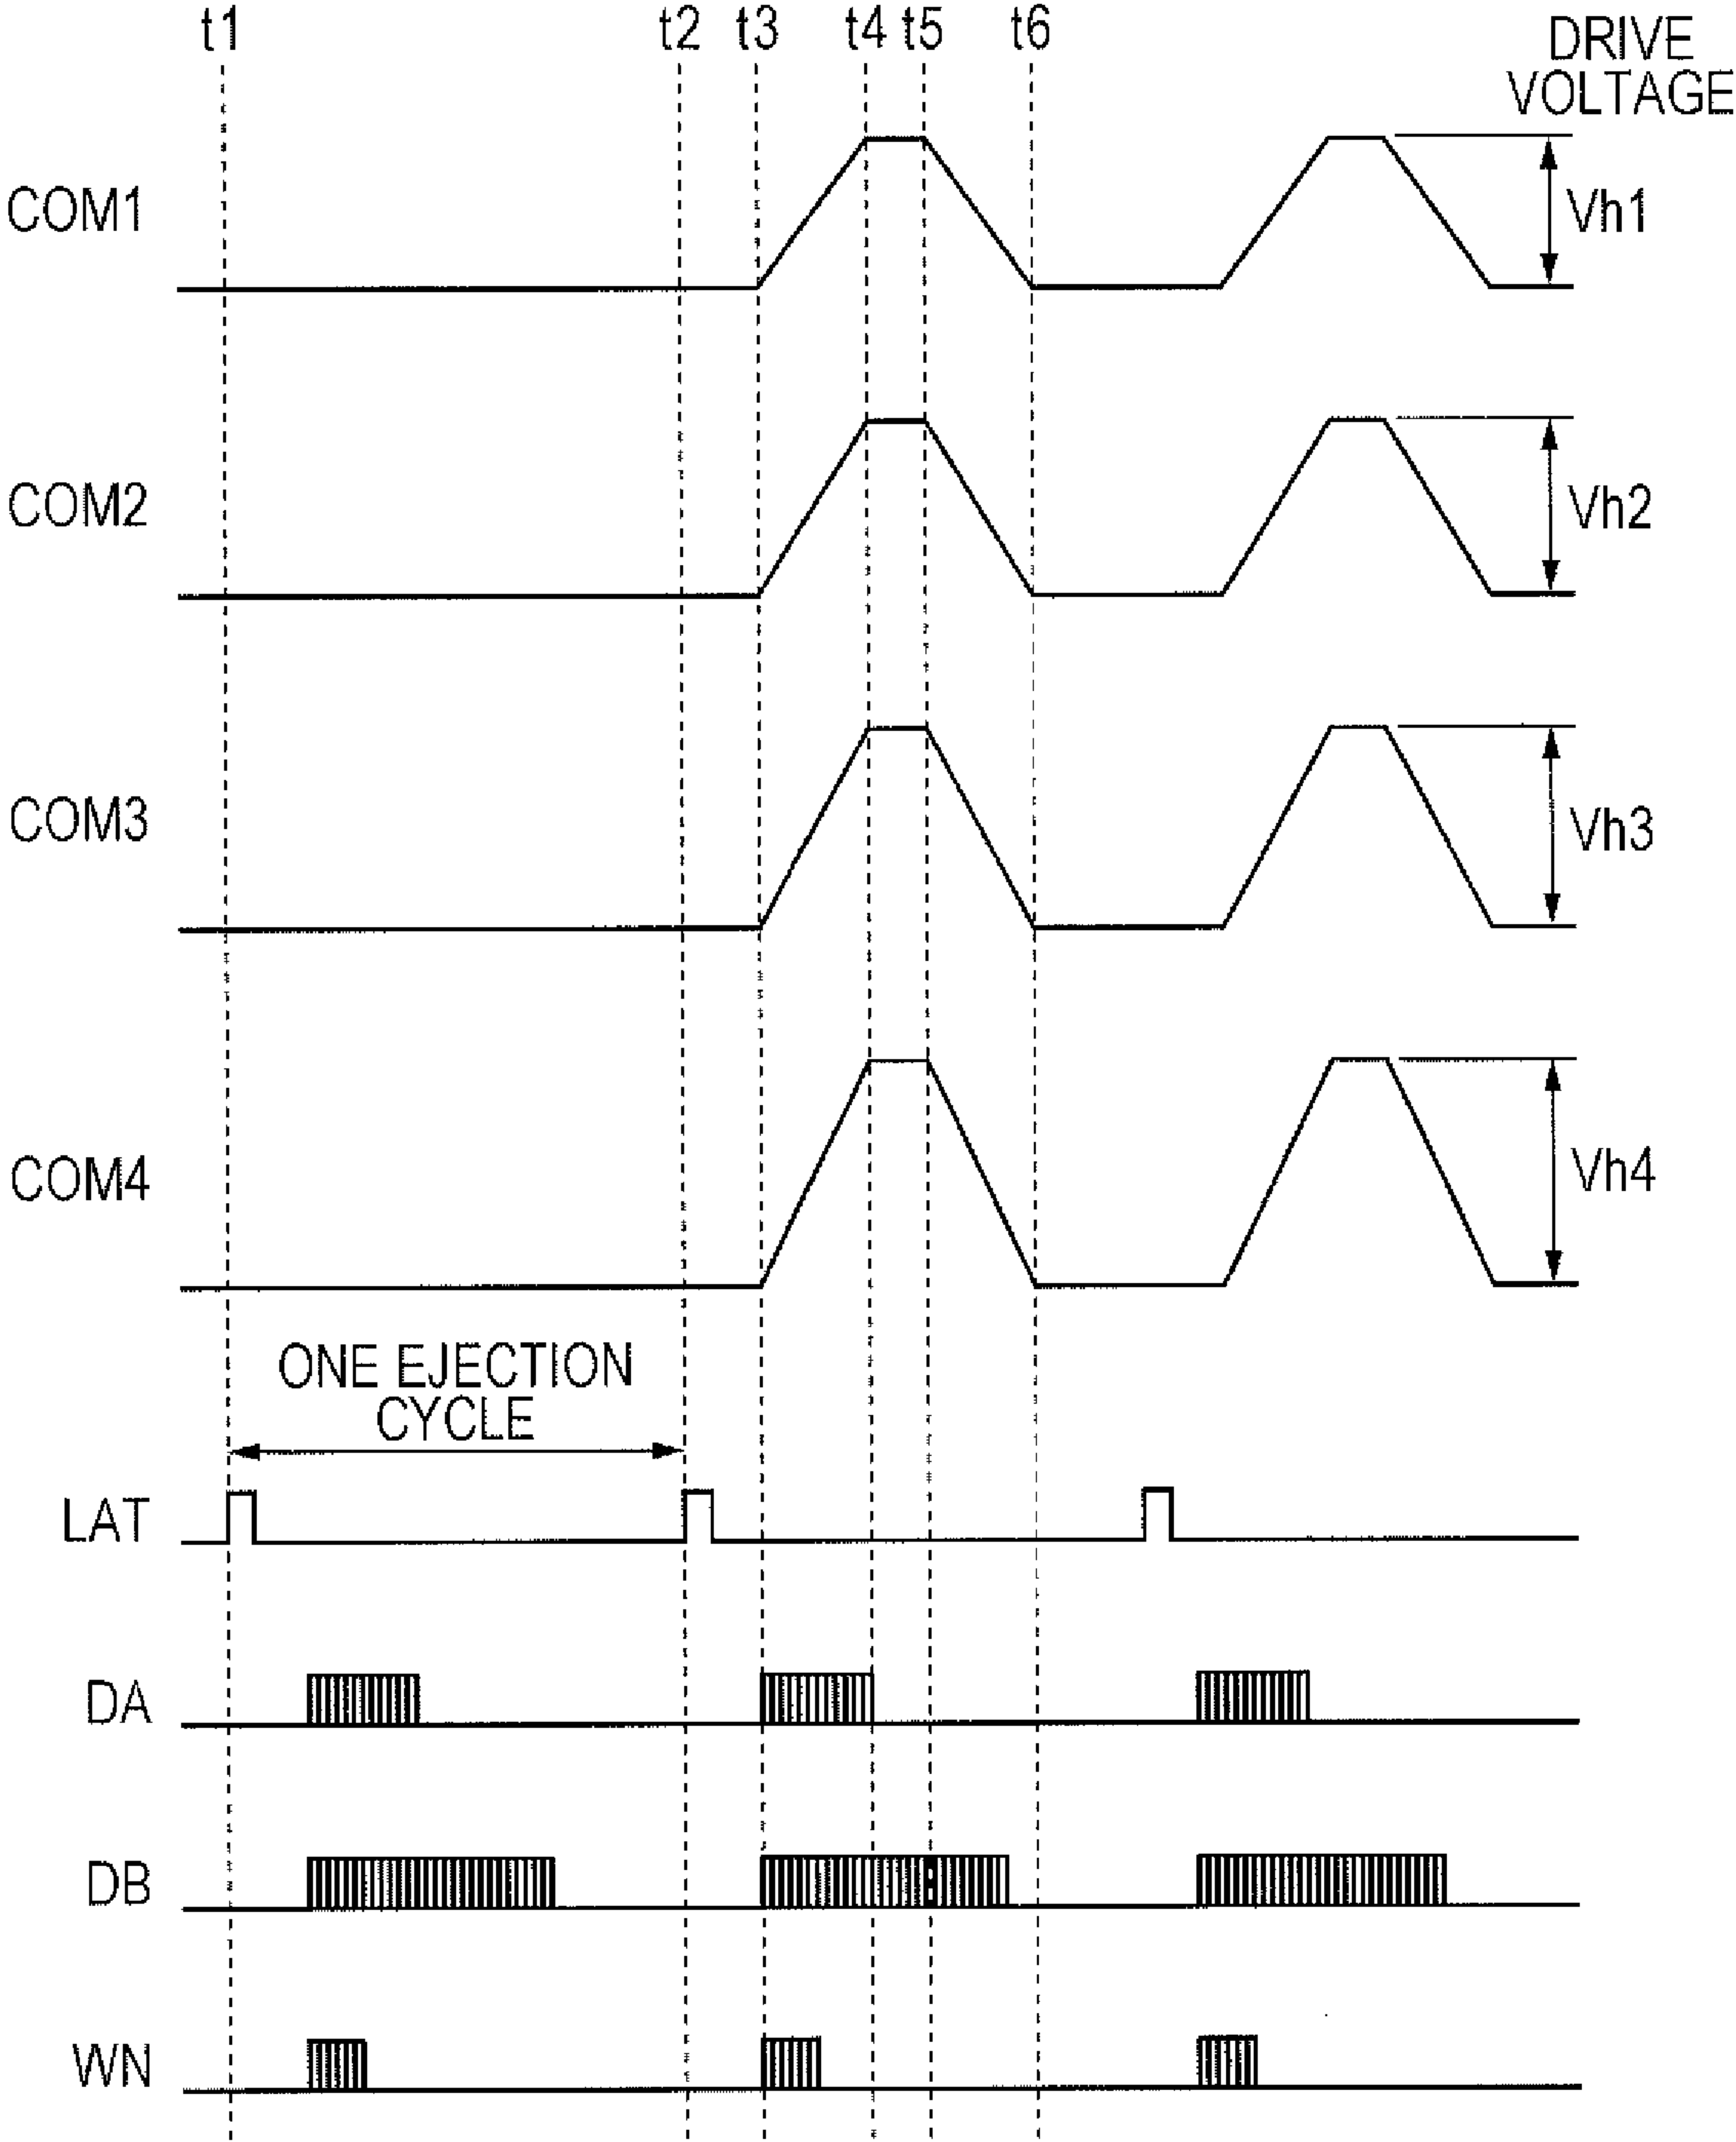 t1 t2 t3 t4 t5 t6
DRIVE
VOLTAGE
COM1
Vh1
COM2
Vh2
COM3
Vh3
COM4
Vh4
ONE EJECTION
CYCLE
LAT
DA
DB
WN